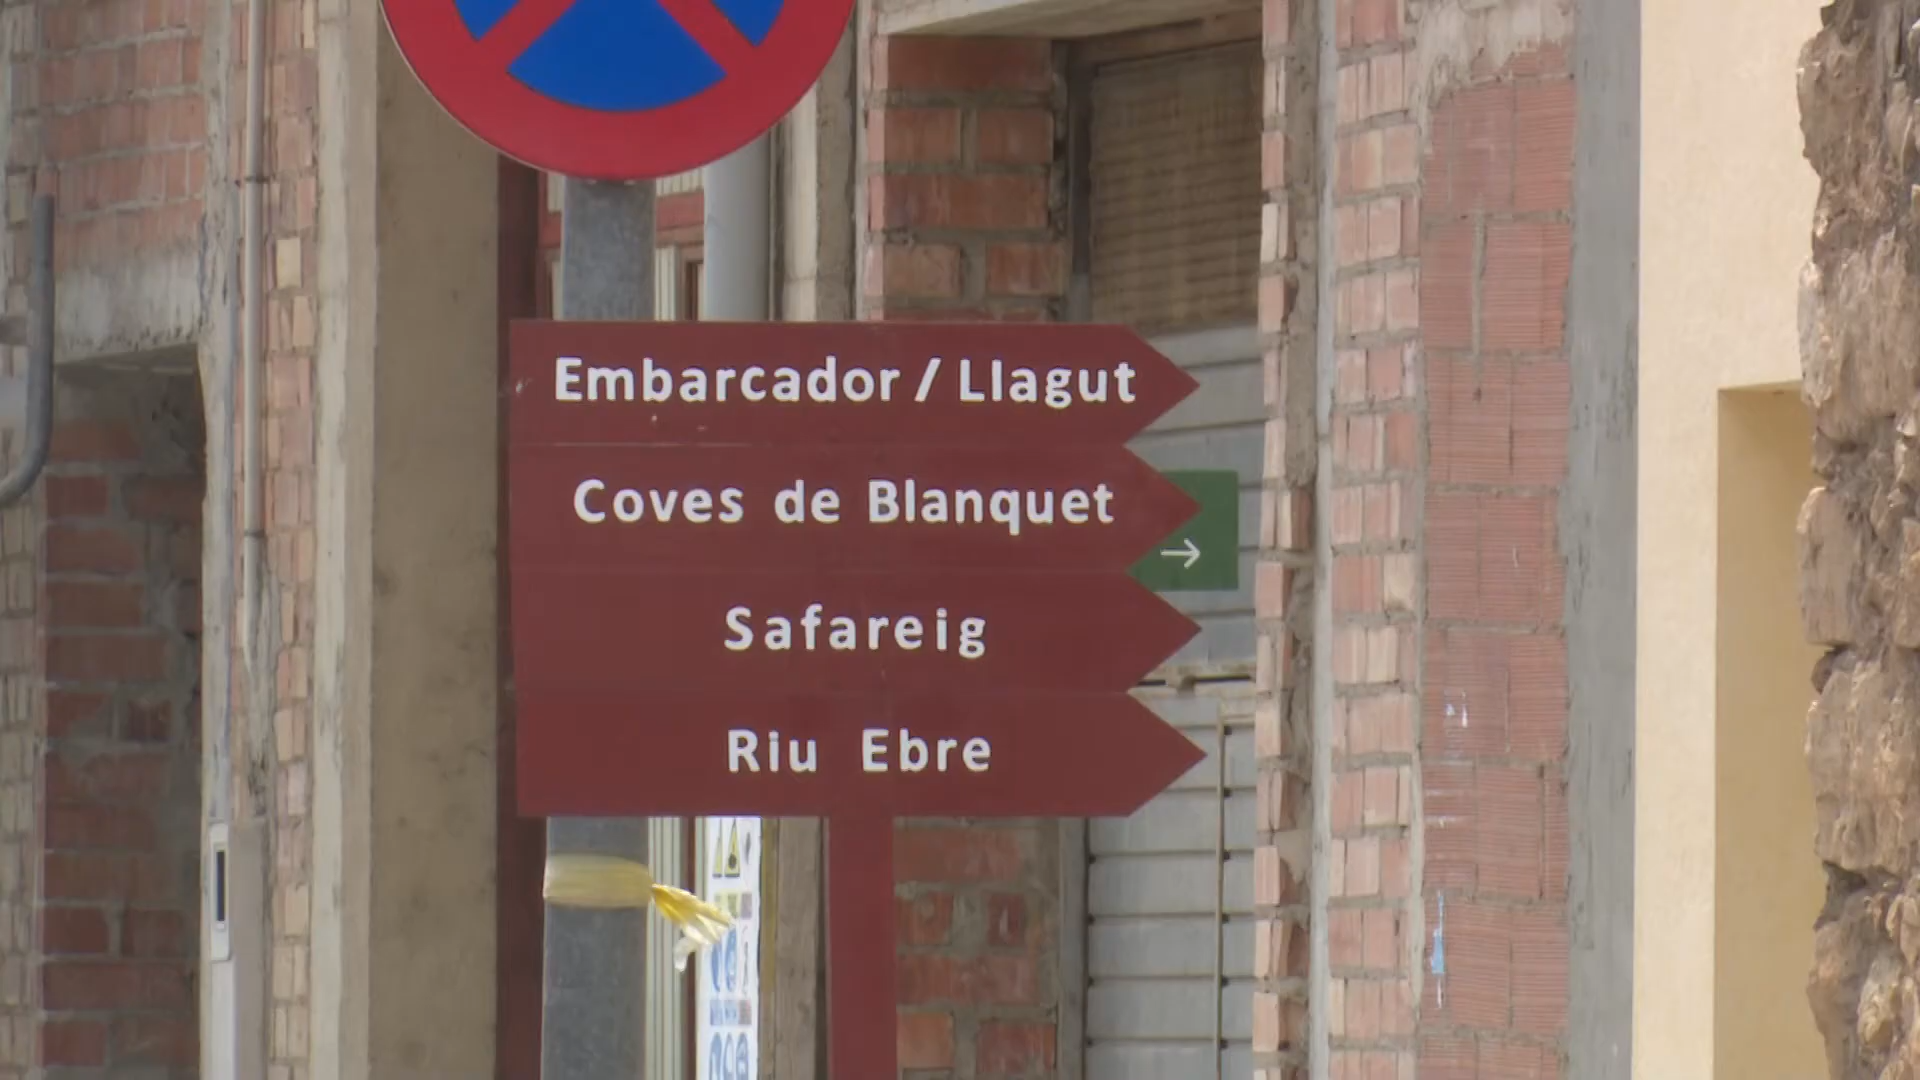 Embarcador / Llagut
Coves de Blanquet
Safareig
Riu Ebre